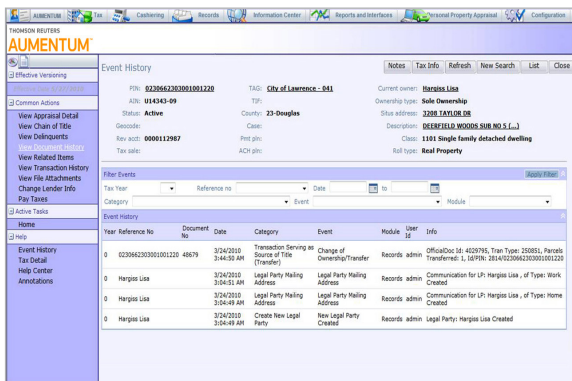 AUMENTUM Tax Cashiering Records Information Center Reports and Interfaces Personal Property Appraisal Configuration
THOMSON REUTERS
AUMENTUM
Effective Versioning
Common Actions
View Appraisal Detail
View Chain of Title
View Delinquents
View Document History
View Related Items
View Transaction History
View File Attachments
Change Lender Info
Pay Taxes
Active Tasks
Home
Help
Event History
Tax Detail
Help Center
Annotations
Event History Notes Tax Info Refresh New Search List Close
PIN: 0230662303001001220 TAG: City of Lawrence - 041 Current owner: Hargiss Lisa
AIN: U14343-09 TIF: Ownership type: Sole Ownership
Status: Active County: 23-Douglas Situs address: 3208 TAYLOR DR
Geocode: Case: Description: DEERFIELD WOODS SUB NO 5 (...)
Rev acct: 0000112987 Pmt pln: Class: 1101 Single family detached dwelling
Tax sale: ACH pln: Roll type: Real Property
Filter Events Apply Filter
Tax Year Reference no Date to
Category Event Module
Event History
Year Reference No Document No Date Category Event Module User Id Info
0 0230662303001001220 48679 3/24/2010 3:44:50 AM Transaction Serving as Source of Title (Transfer) Change of Ownership/Transfer Records admin OfficialDoc Id: 4029795, Tran Type: 250851, Parcels Transferred: 1, Id/PIN: 2814/0230662303001001220
0 Hargiss Lisa 3/24/2010 3:04:51 AM Legal Party Mailing Address Legal Party Mailing Address Records admin Communication for LP: Hargiss Lisa , of Type: Work Created
0 Hargiss Lisa 3/24/2010 3:04:49 AM Legal Party Mailing Address Legal Party Mailing Address Records admin Communication for LP: Hargiss Lisa , of Type: Home Created
0 Hargiss Lisa 3/24/2010 3:04:49 AM Create New Legal Party New Legal Party Created Records admin Legal Party: Hargiss Lisa Created